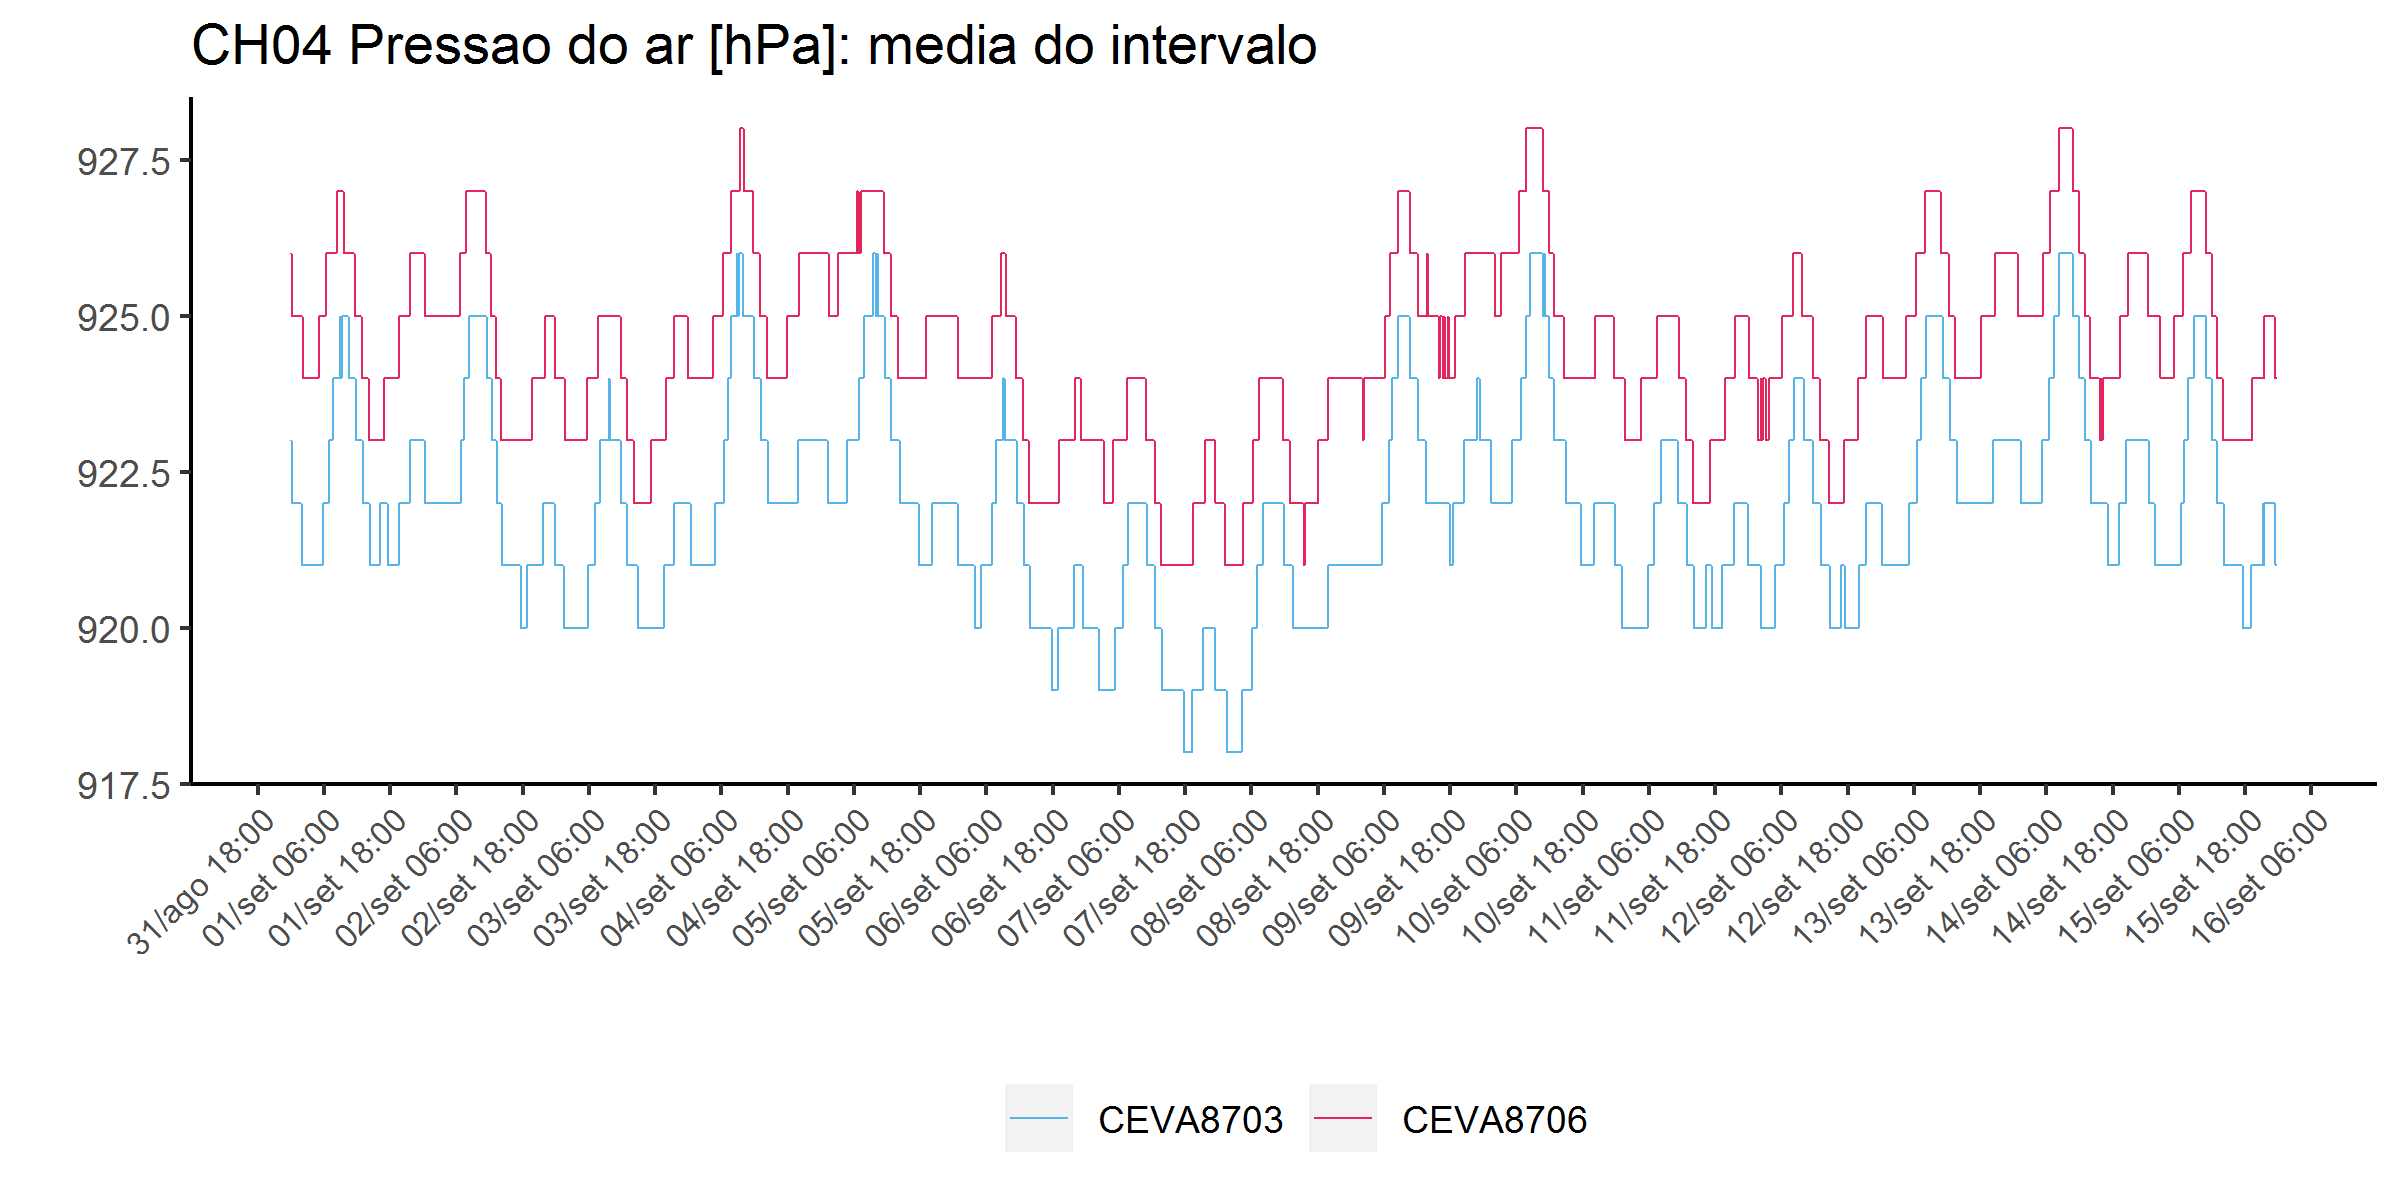 CH04 Pressao do ar [hPa]: media do intervalo
927.5
925.0
922.5
920.0
917.5
31/ago 18:00
01/set 06:00
01/set 18:00
02/set 06:00
02/set 18:00
03/set 06:00
03/set 18:00
04/set 06:00
04/set 18:00
05/set 06:00
05/set 18:00
06/set 06:00
06/set 18:00
07/set 06:00
07/set 18:00
08/set 06:00
08/set 18:00
09/set 06:00
09/set 18:00
10/set 06:00
10/set 18:00
11/set 06:00
11/set 18:00
12/set 06:00
12/set 18:00
13/set 06:00
13/set 18:00
14/set 06:00
14/set 18:00
15/set 06:00
15/set 18:00
16/set 06:00
CEVA8703 CEVA8706